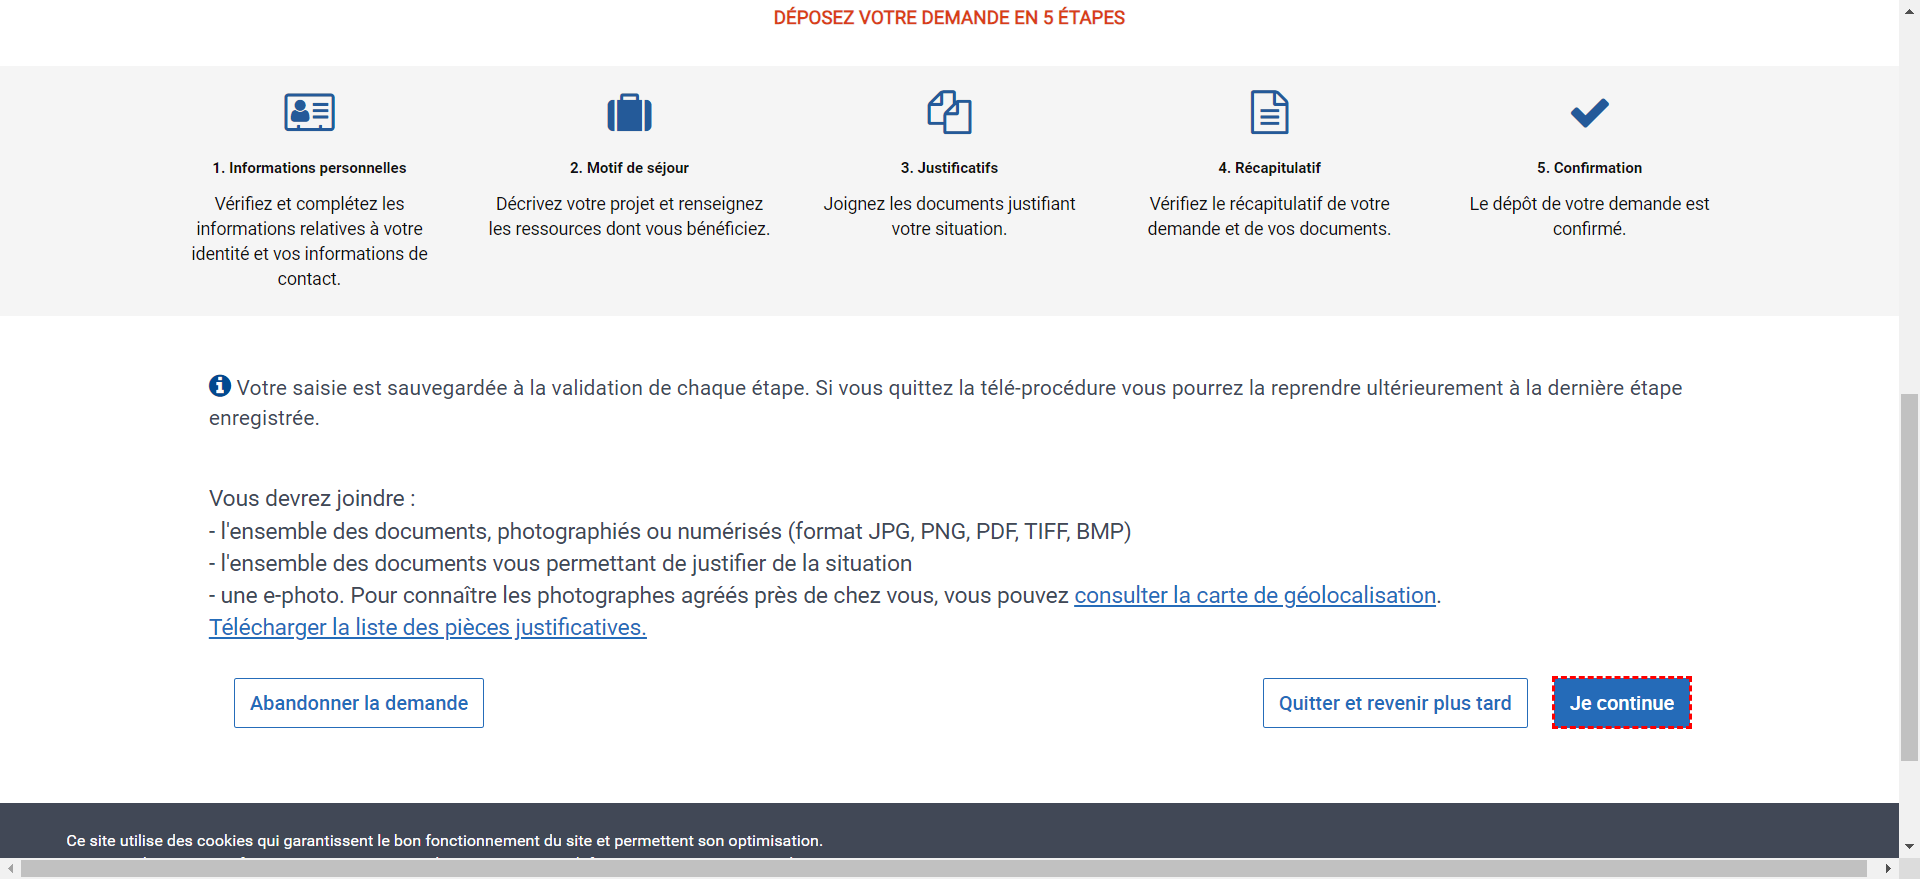 DÉPOSEZ VOTRE DEMANDE EN 5 ÉTAPES
1. Informations personnelles
Vérifiez et complétez les
informations relatives à votre
identité et vos informations de
contact.
2. Motif de séjour
Décrivez votre projet et renseignez
les ressources dont vous bénéficiez.
3. Justificatifs
Joignez les documents justifiant
votre situation.
4. Récapitulatif
Vérifiez le récapitulatif de votre
demande et de vos documents.
5. Confirmation
Le dépôt de votre demande est
confirmé.
Votre saisie est sauvegardée à la validation de chaque étape. Si vous quittez la télé-procédure vous pourrez la reprendre ultérieurement à la dernière étape
enregistrée.
Vous devrez joindre :
- l'ensemble des documents, photographiés ou numérisés (format JPG, PNG, PDF, TIFF, BMP)
- l'ensemble des documents vous permettant de justifier de la situation
- une e-photo. Pour connaître les photographes agréés près de chez vous, vous pouvez consulter la carte de géolocalisation.
Télécharger la liste des pièces justificatives.
Abandonner la demande
Quitter et revenir plus tard
Je continue
Ce site utilise des cookies qui garantissent le bon fonctionnement du site et permettent son optimisation.